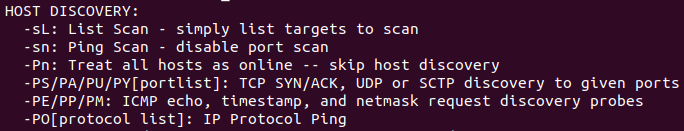 HOST DISCOVERY:
-sL: List Scan - simply list targets to scan
-sn: Ping Scan - disable port scan
-Pn: Treat all hosts as online -- skip host discovery
-PS/PA/PU/PY[portlist]: TCP SYN/ACK, UDP or SCTP discovery to given ports
-PE/PP/PM: ICMP echo, timestamp, and netmask request discovery probes
-PO[protocol list]: IP Protocol Ping